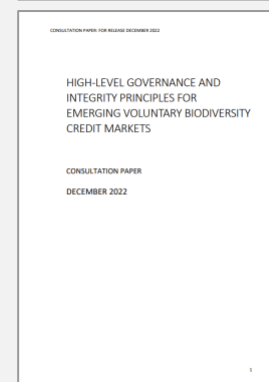 CONSULTATION PAPER: FOR RELEASE DECEMBER 2022
HIGH-LEVEL GOVERNANCE AND
INTEGRITY PRINCIPLES FOR
EMERGING VOLUNTARY BIODIVERSITY
CREDIT MARKETS
CONSULTATION PAPER
DECEMBER 2022
1